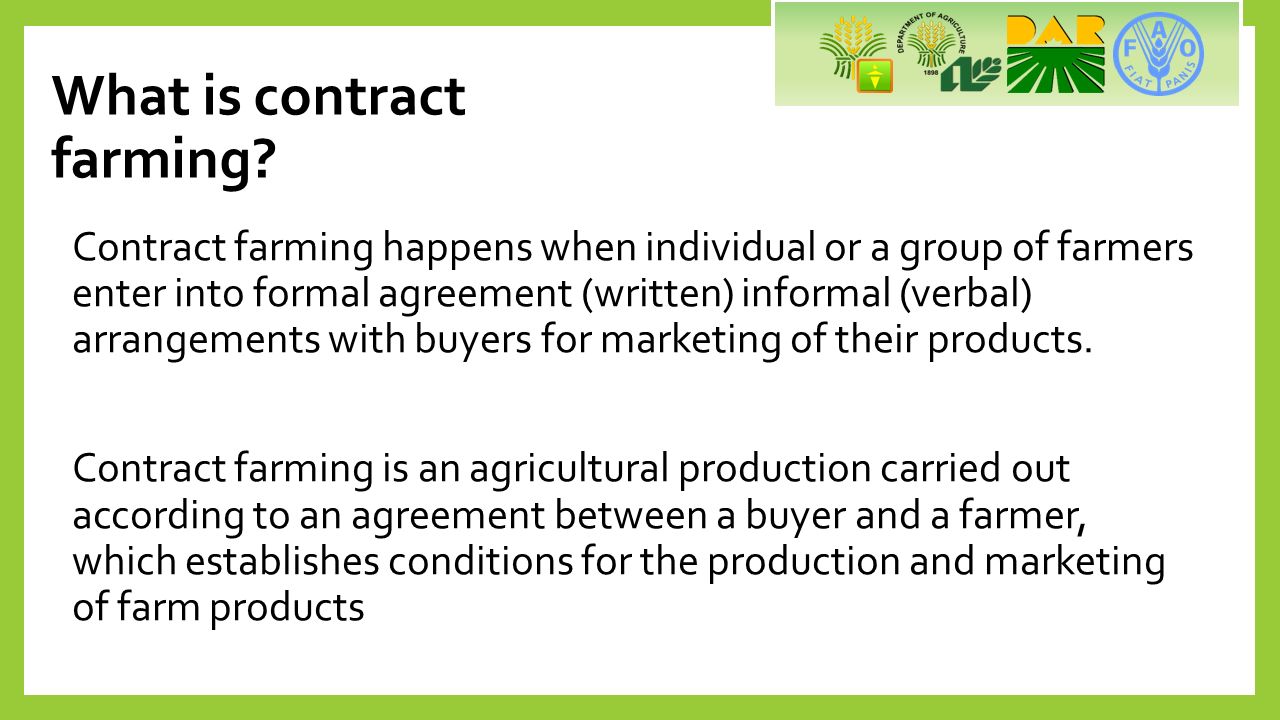 DEPARTMENT OF AGRICULTURE
1898
DAR
FAO
FIAT PANIS
What is contract
farming?
Contract farming happens when individual or a group of farmers
enter into formal agreement (written) informal (verbal)
arrangements with buyers for marketing of their products.
Contract farming is an agricultural production carried out
according to an agreement between a buyer and a farmer,
which establishes conditions for the production and marketing
of farm products